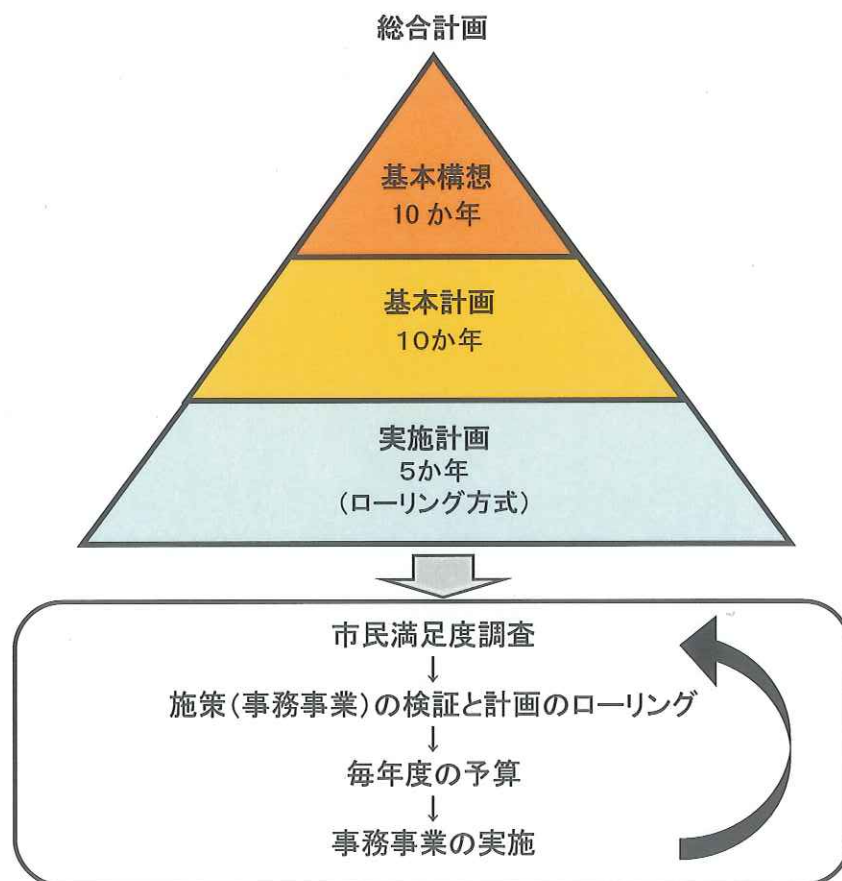 総合計画
基本構想
10か年
基本計画
10か年
実施計画
5か年
(ローリング方式)
市民満足度調査
↓
施策(事務事業)の検証と計画のローリング
↓
毎年度の予算
↓
事務事業の実施